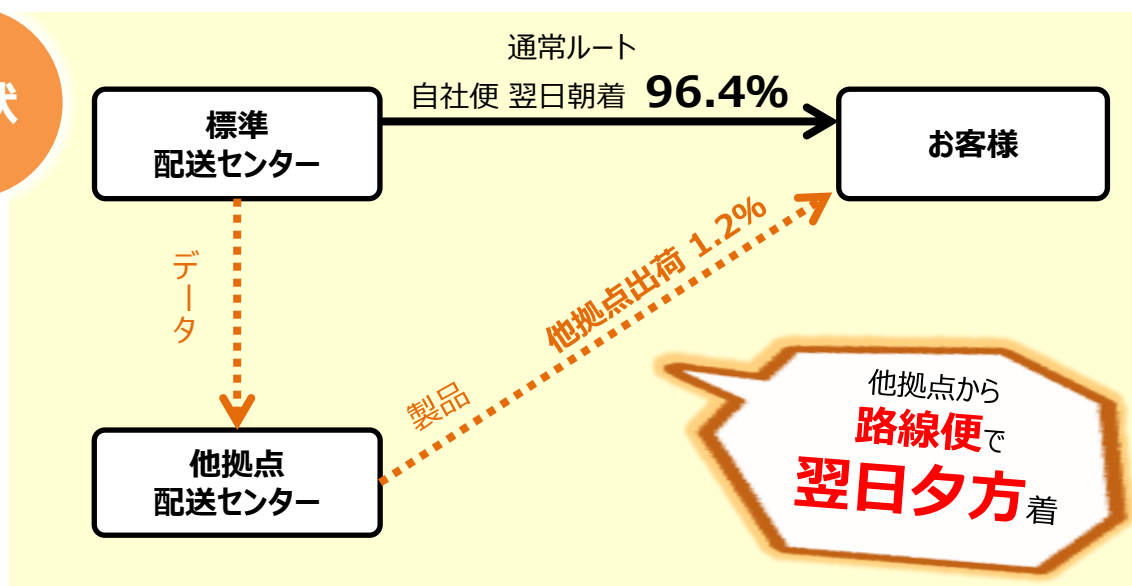 状
通常ルート
自社便 翌日朝着 96.4%
標準
配送センター
お客様
データ
他拠点出荷 1.2%
製品
他拠点
配送センター
他拠点から
路線便で
翌日夕方着